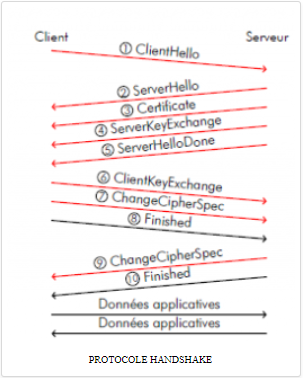 Client Serveur
① ClientHello
② ServerHello
③ Certificate
④ ServerKeyExchange
⑤ ServerHelloDone
⑥ ClientKeyExchange
⑦ ChangeCipherSpec
⑧ Finished
⑨ ChangeCipherSpec
⑩ Finished
Données applicatives
Données applicatives
PROTOCOLE HANDSHAKE